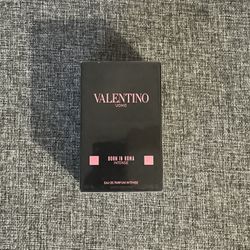 VALENTINO
UOMO
BORN IN ROMA
INTENSE
EAU DE PARFUM INTENSE